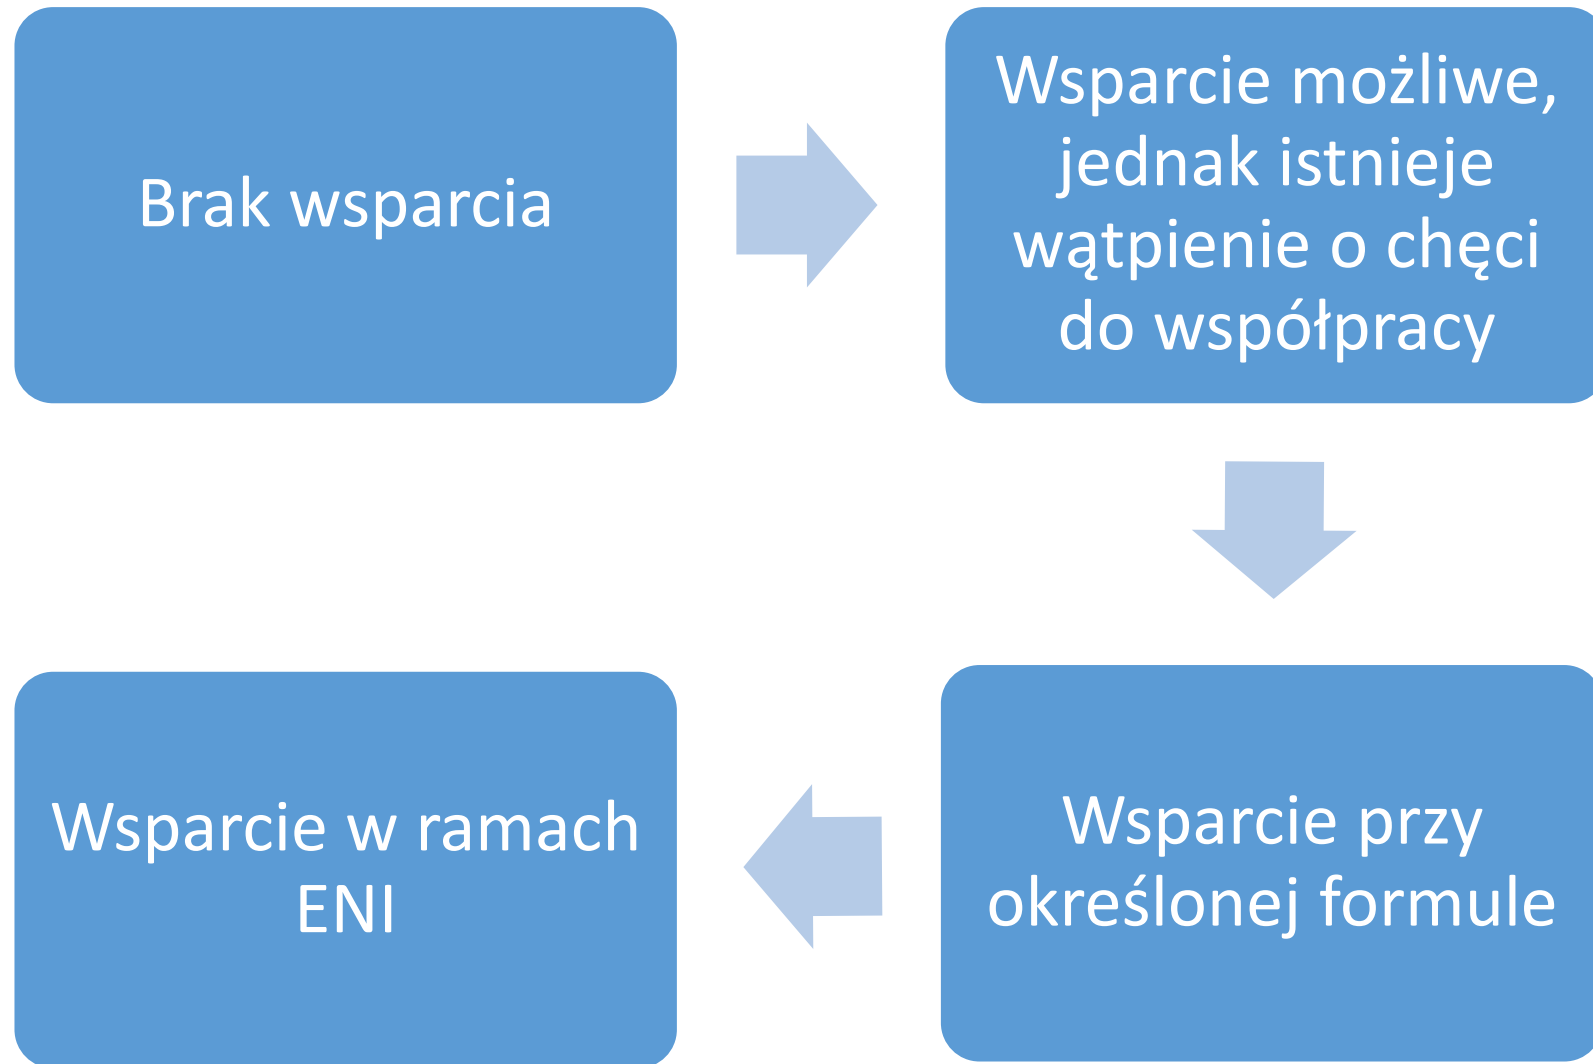 Brak wsparcia
Wsparcie możliwe,
jednak istnieje
wątpienie o chęci
do współpracy
Wsparcie przy
określonej formule
Wsparcie w ramach
ENI